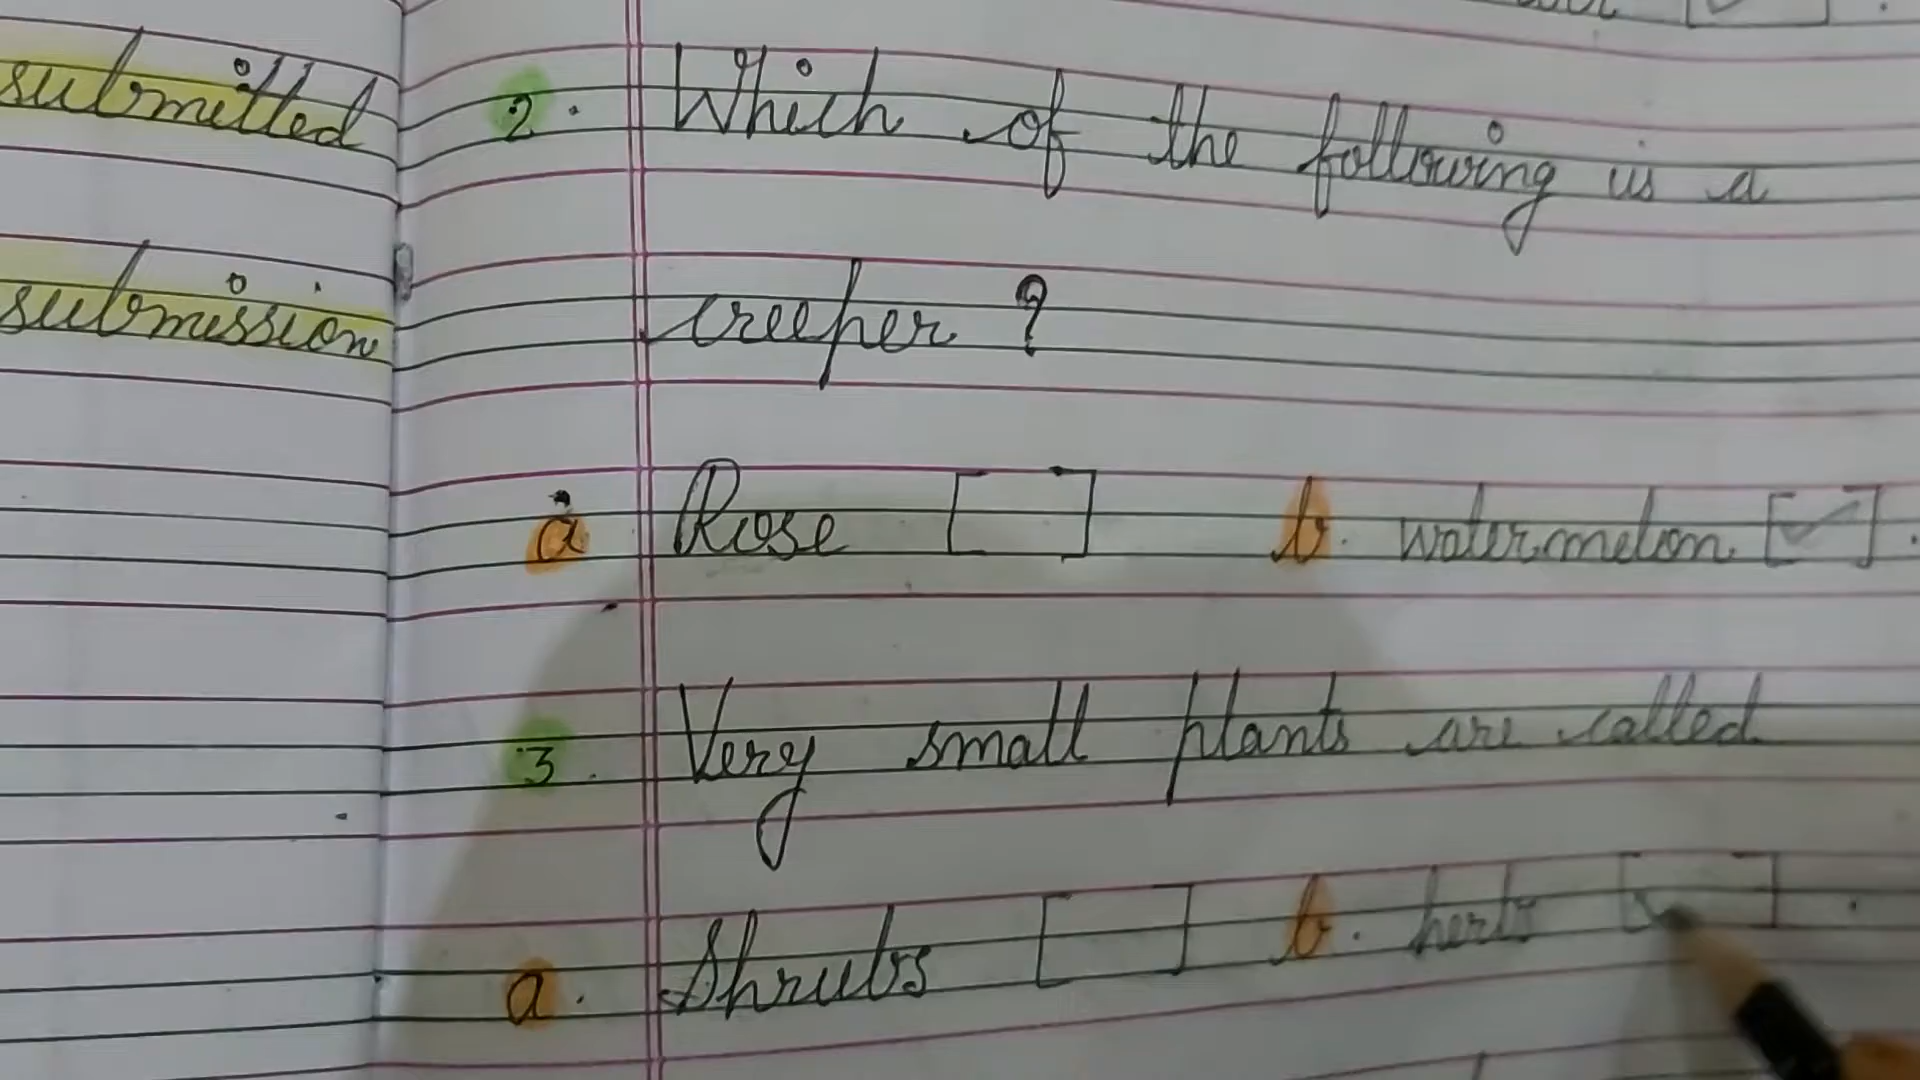 submitted
submission
2. Which of the following is a
creeper ?
a Rose b. watermelon
3. Very small plants are called
a. Shrubs b. herbs